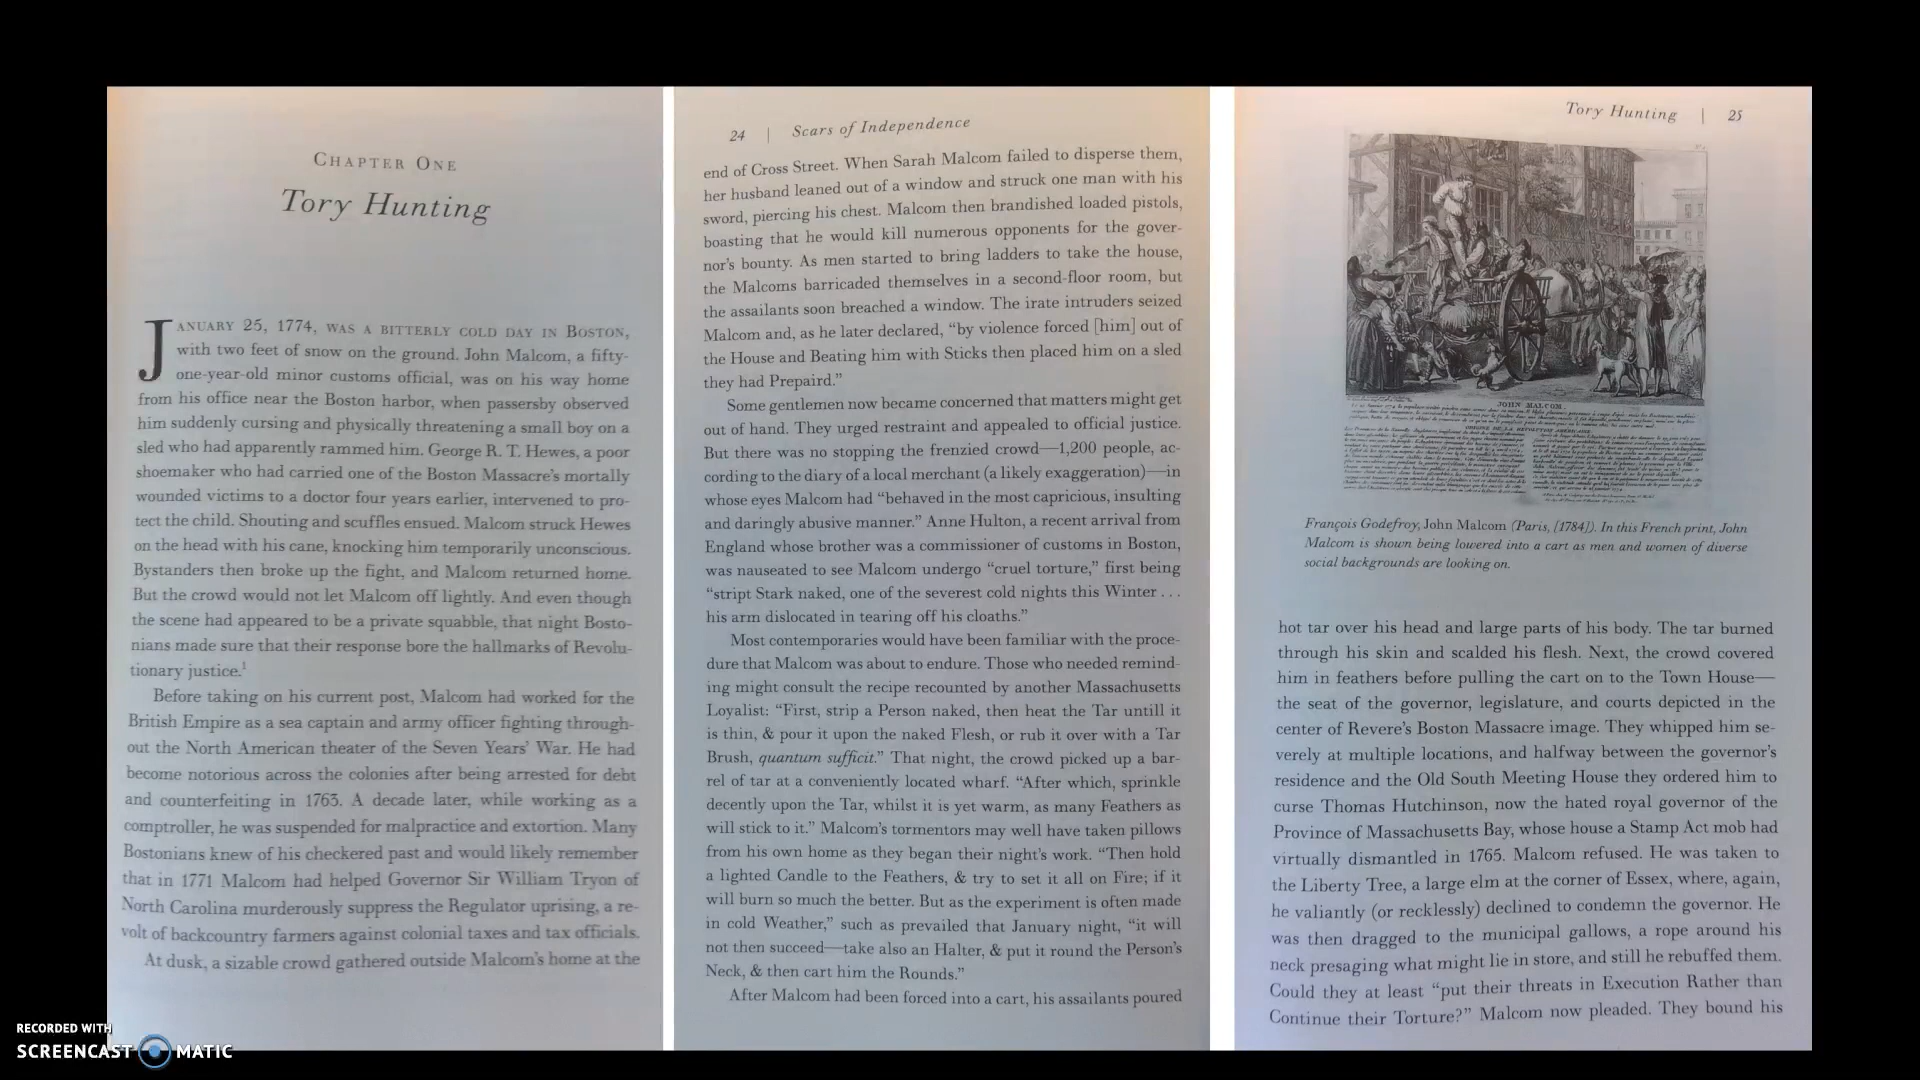 CHAPTER ONE
Tory Hunting
JANUARY 25, 1774, WAS A BITTERLY COLD DAY IN BOSTON,
with two feet of snow on the ground. John Malcom, a fifty-
one-year-old minor customs official, was on his way home
from his office near the Boston harbor, when passersby observed
him suddenly cursing and physically threatening a small boy on a
sled who had apparently rammed him. George R. T. Hewes, a poor
shoemaker who had carried one of the Boston Massacre's mortally
wounded victims to a doctor four years earlier, intervened to pro-
tect the child. Shouting and scuffles ensued. Malcom struck Hewes
on the head with his cane, knocking him temporarily unconscious.
Bystanders then broke up the fight, and Malcom returned home.
But the crowd would not let Malcom off lightly. And even though
the scene had appeared to be a private squabble, that night Bosto-
nians made sure that their response bore the hallmarks of Revolu-
tionary justice.¹
Before taking on his current post, Malcom had worked for the
British Empire as a sea captain and army officer fighting through-
out the North American theater of the Seven Years' War. He had
become notorious across the colonies after being arrested for debt
and counterfeiting in 1763. A decade later, while working as a
comptroller, he was suspended for malpractice and extortion. Many
Bostonians knew of his checkered past and would likely remember
that in 1771 Malcom had helped Governor Sir William Tryon of
North Carolina murderously suppress the Regulator uprising, a re-
volt of backcountry farmers against colonial taxes and tax officials.
At dusk, a sizable crowd gathered outside Malcom's home at the
24 | Scars of Independence
end of Cross Street. When Sarah Malcom failed to disperse them,
her husband leaned out of a window and struck one man with his
sword, piercing his chest. Malcom then brandished loaded pistols,
boasting that he would kill numerous opponents for the gover-
nor's bounty. As men started to bring ladders to take the house,
the Malcoms barricaded themselves in a second-floor room, but
the assailants soon breached a window. The irate intruders seized
Malcom and, as he later declared, "by violence forced [him] out of
the House and Beating him with Sticks then placed him on a sled
they had Prepaird."
Some gentlemen now became concerned that matters might get
out of hand. They urged restraint and appealed to official justice.
But there was no stopping the frenzied crowd—1,200 people, ac-
cording to the diary of a local merchant (a likely exaggeration)—in
whose eyes Malcom had "behaved in the most capricious, insulting
and daringly abusive manner." Anne Hulton, a recent arrival from
England whose brother was a commissioner of customs in Boston,
was nauseated to see Malcom undergo "cruel torture," first being
"stript Stark naked, one of the severest cold nights this Winter . . .
his arm dislocated in tearing off his cloaths."
Most contemporaries would have been familiar with the proce-
dure that Malcom was about to endure. Those who needed remind-
ing might consult the recipe recounted by another Massachusetts
Loyalist: "First, strip a Person naked, then heat the Tar untill it
is thin, & pour it upon the naked Flesh, or rub it over with a Tar
Brush, quantum sufficit." That night, the crowd picked up a bar-
rel of tar at a conveniently located wharf. "After which, sprinkle
decently upon the Tar, whilst it is yet warm, as many Feathers as
will stick to it." Malcom's tormentors may well have taken pillows
from his own home as they began their night's work. "Then hold
a lighted Candle to the Feathers, & try to set it all on Fire; if it
will burn so much the better. But as the experiment is often made
in cold Weather," such as prevailed that January night, "it will
not then succeed—take also an Halter, & put it round the Person's
Neck, & then cart him the Rounds."
After Malcom had been forced into a cart, his assailants poured
Tory Hunting | 25
JOHN MALCOM.
François Godefroy, John Malcom (Paris, [1784]). In this French print, John
Malcom is shown being lowered into a cart as men and women of diverse
social backgrounds are looking on.
hot tar over his head and large parts of his body. The tar burned
through his skin and scalded his flesh. Next, the crowd covered
him in feathers before pulling the cart on to the Town House—
the seat of the governor, legislature, and courts depicted in the
center of Revere's Boston Massacre image. They whipped him se-
verely at multiple locations, and halfway between the governor's
residence and the Old South Meeting House they ordered him to
curse Thomas Hutchinson, now the hated royal governor of the
Province of Massachusetts Bay, whose house a Stamp Act mob had
virtually dismantled in 1765. Malcom refused. He was taken to
the Liberty Tree, a large elm at the corner of Essex, where, again,
he valiantly (or recklessly) declined to condemn the governor. He
was then dragged to the municipal gallows, a rope around his
neck presaging what might lie in store, and still he rebuffed them.
Could they at least "put their threats in Execution Rather than
Continue their Torture?" Malcom now pleaded. They bound his
RECORDED WITH
SCREENCAST MATIC